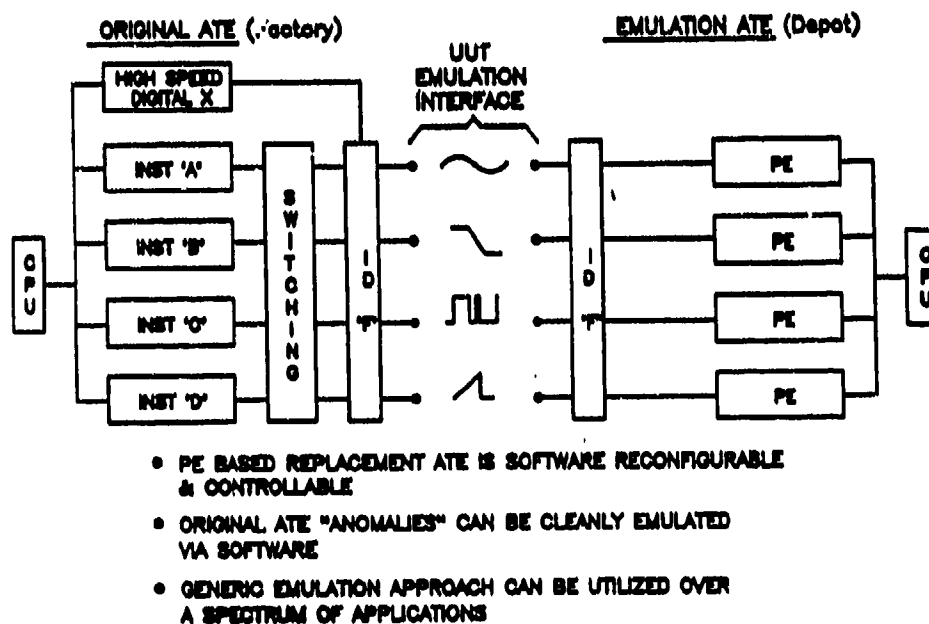 ORIGINAL ATE (Factory)
EMULATION ATE (Depot)
UUT
EMULATION
INTERFACE
HIGH SPEED
DIGITAL X
INST 'A'
INST 'B'
INST 'C'
INST 'D'
CPU
SWITCHING
ID
'F'
ID
'F'
PE
PE
PE
PE
CPU
• PE BASED REPLACEMENT ATE IS SOFTWARE RECONFIGURABLE
& CONTROLLABLE
• ORIGINAL ATE "ANOMALIES" CAN BE CLEANLY EMULATED
VIA SOFTWARE
• GENERIC EMULATION APPROACH CAN BE UTILIZED OVER
A SPECTRUM OF APPLICATIONS